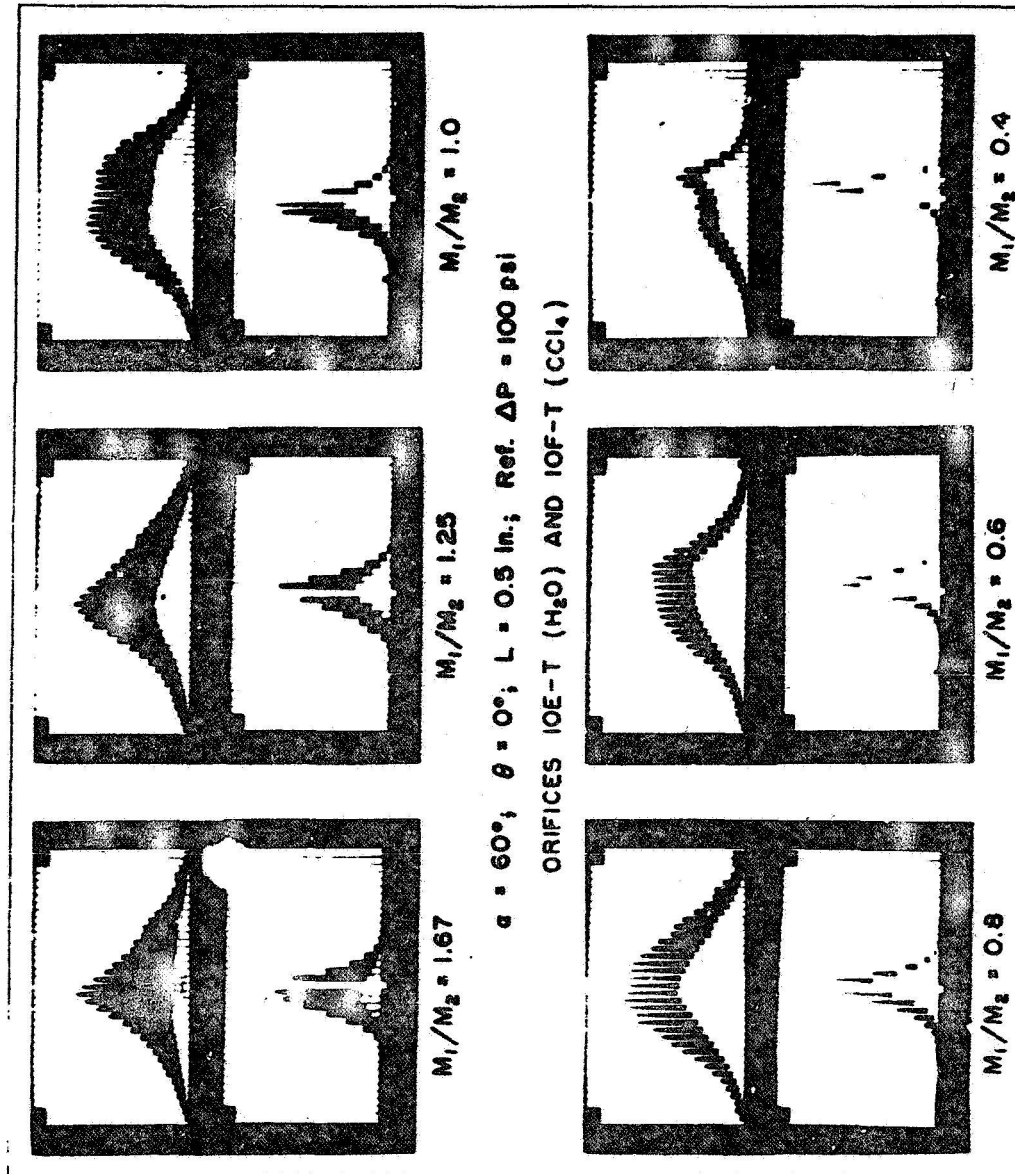 M₁/M₂ = 1.67
M₁/M₂ = 1.25
M₁/M₂ = 1.0
α = 60°; θ = 0°; L = 0.5 in.; Ref. ΔP = 100 psi
ORIFICES 10E-T (H₂O) AND 10F-T (CCl₄)
M₁/M₂ = 0.8
M₁/M₂ = 0.6
M₁/M₂ = 0.4